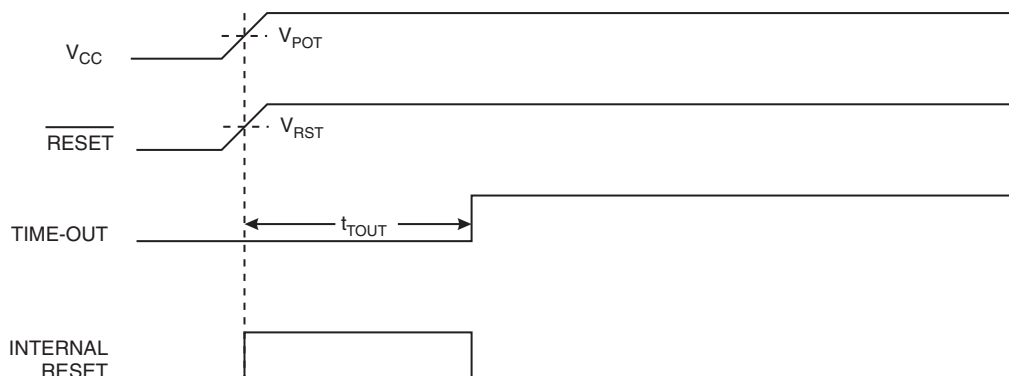 VCC
VPOT
RESET
VRST
TIME-OUT
tTOUT
INTERNAL
RESET